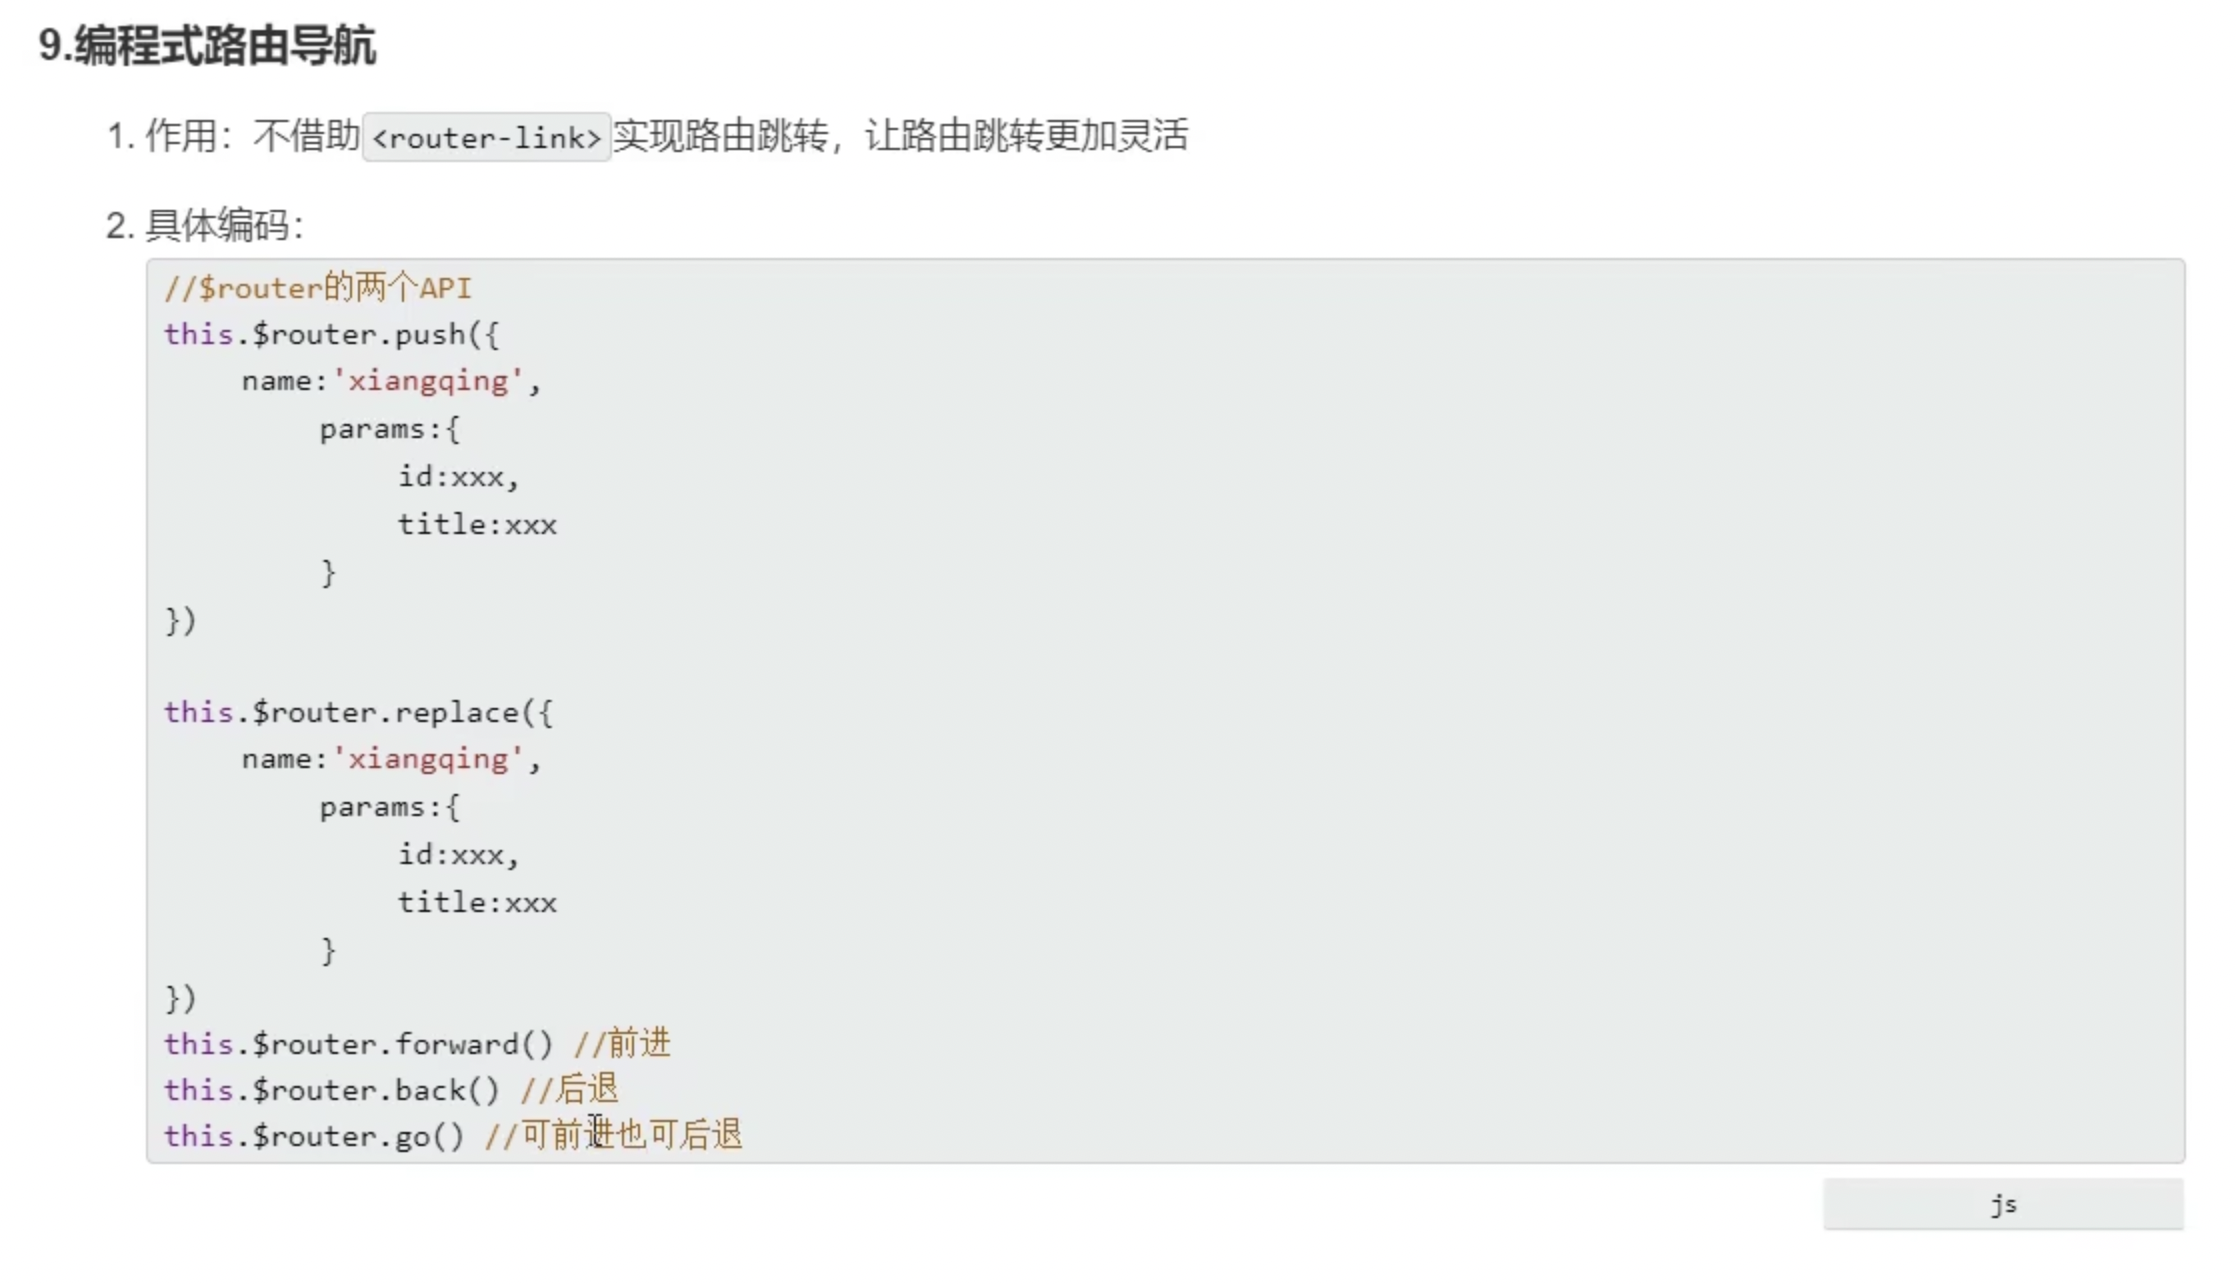 9.编程式路由导航
1. 作用：不借助<router-link>实现路由跳转，让路由跳转更加灵活
2. 具体编码：
//$router的两个API
this.$router.push({
name:'xiangqing',
params:{
id:xxx,
title:xxx
}
})
this.$router.replace({
name:'xiangqing',
params:{
id:xxx,
title:xxx
}
})
this.$router.forward() //前进
this.$router.back() //后退
this.$router.go() //可前进也可后退
js